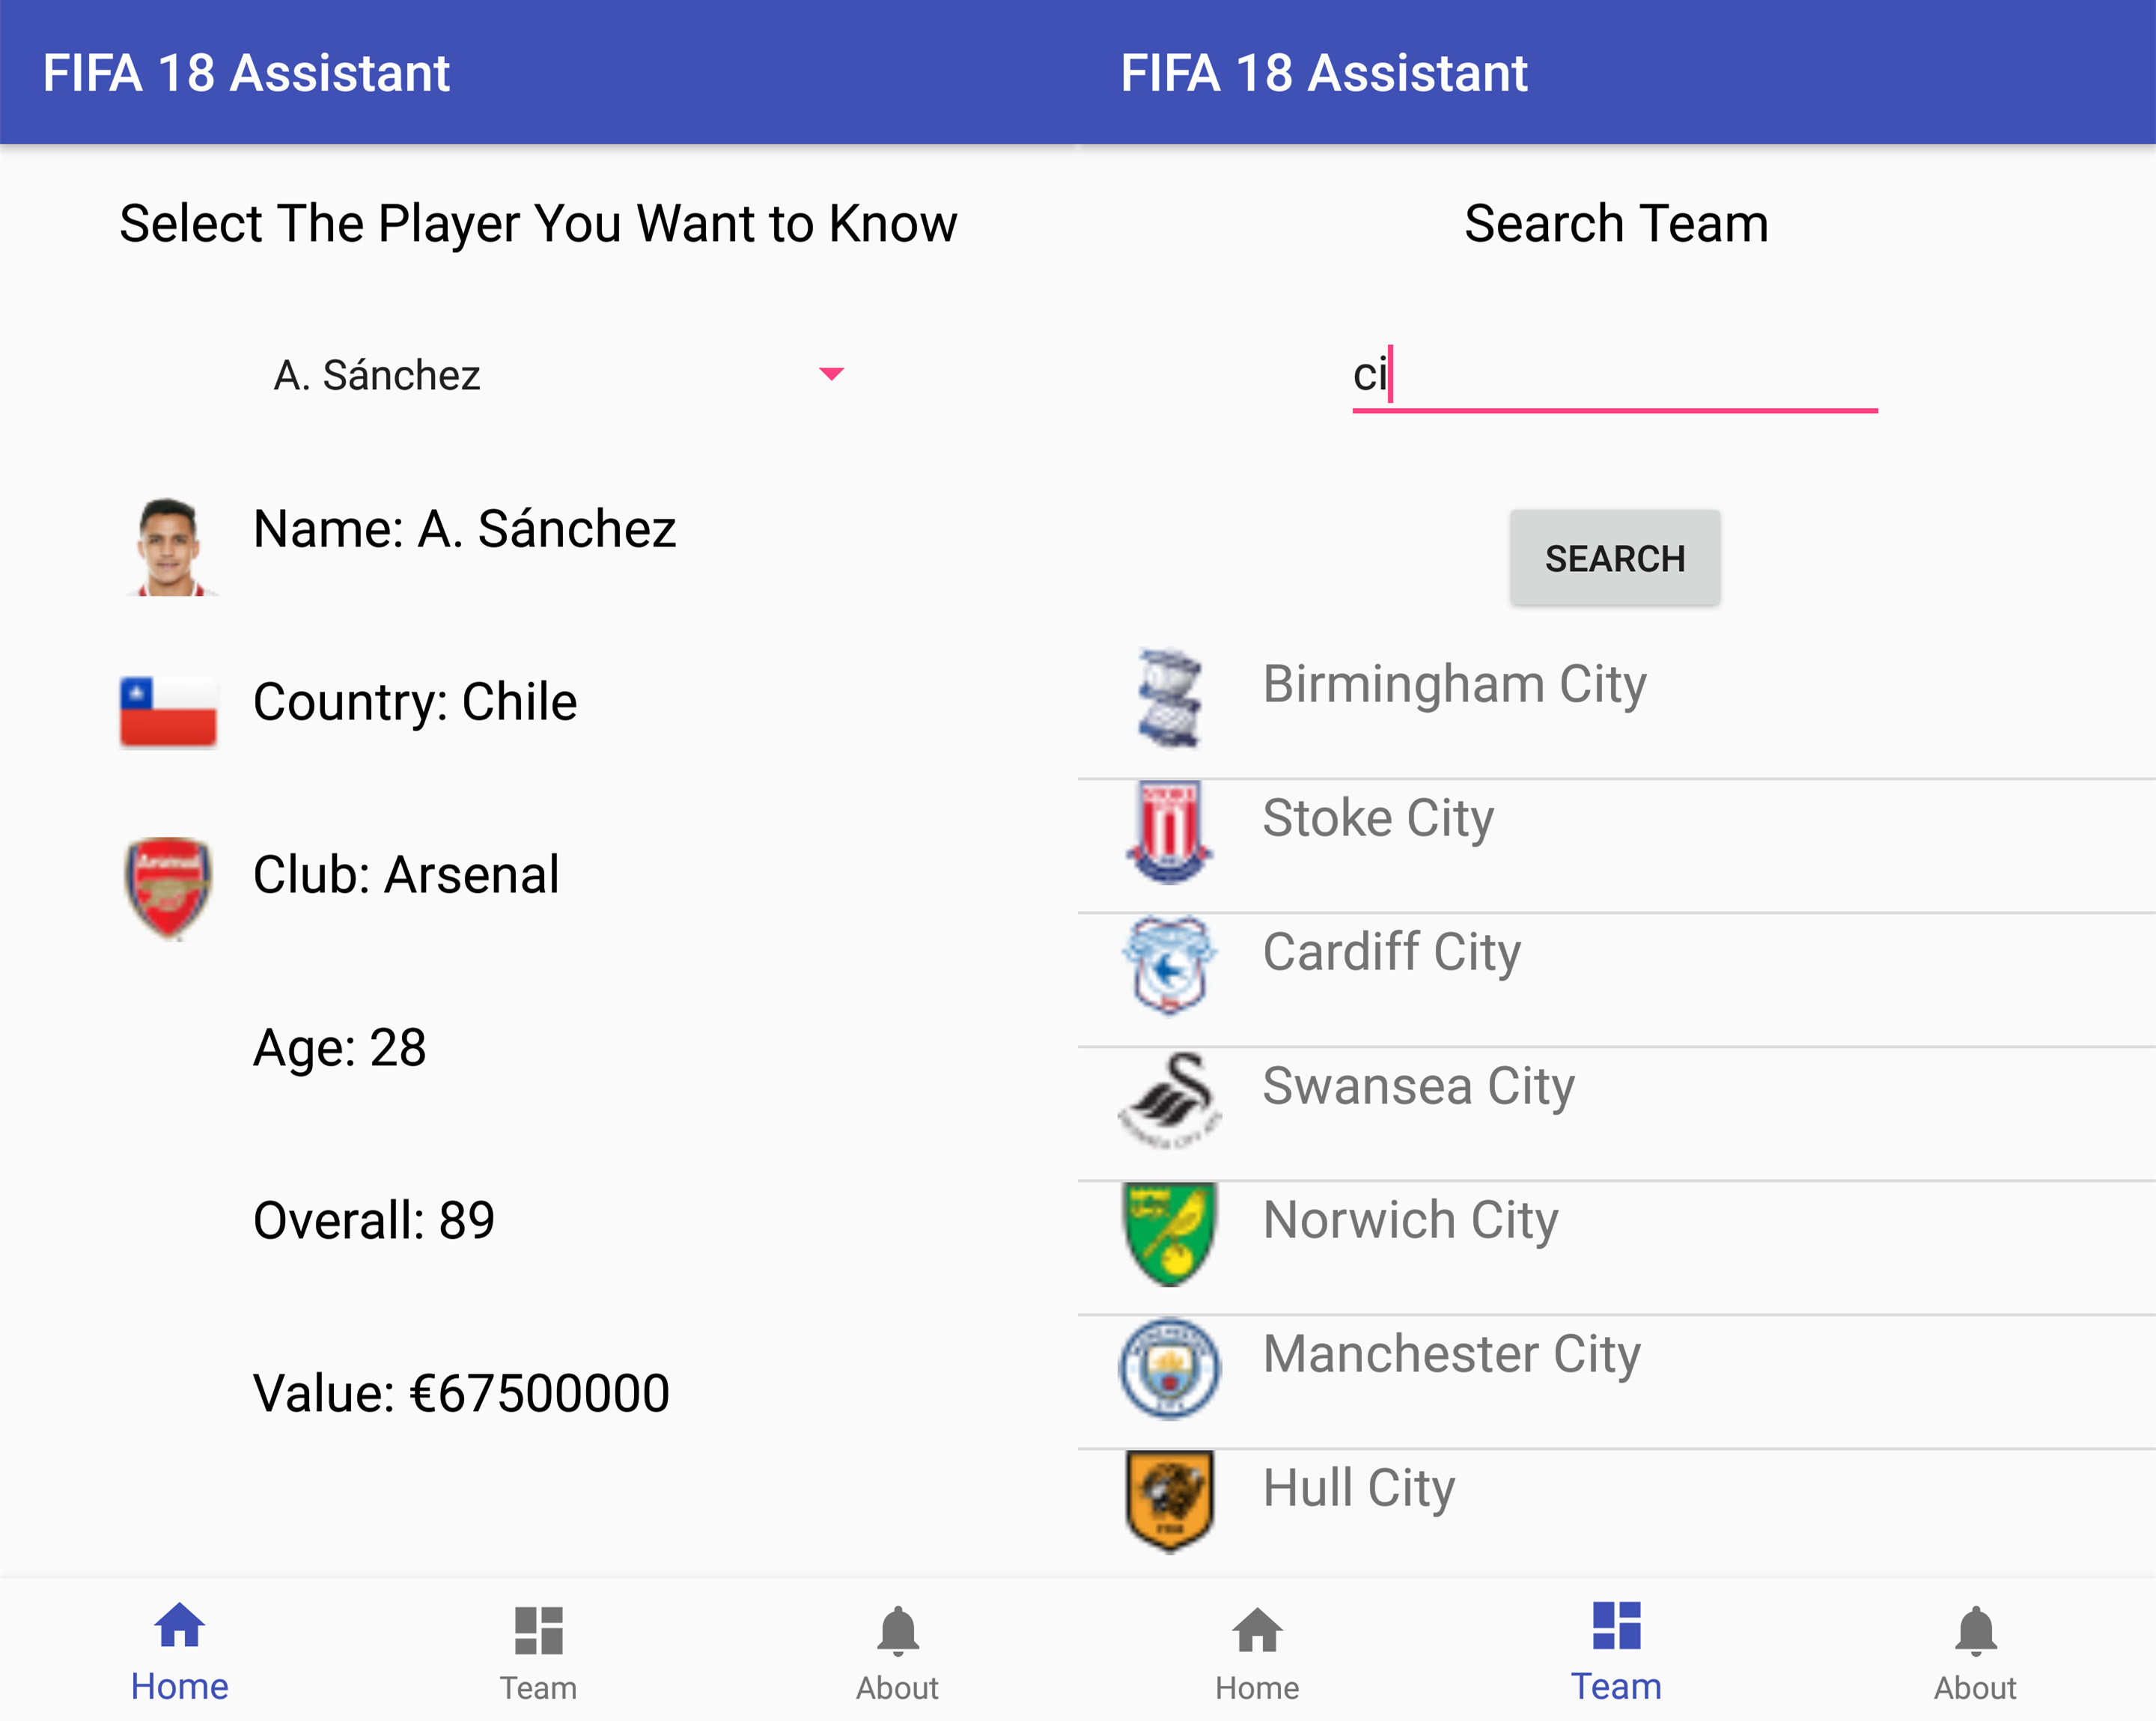 FIFA 18 Assistant
Select The Player You Want to Know
A. Sánchez
Name: A. Sánchez
Country: Chile
Arsenal
Club: Arsenal
Age: 28
Overall: 89
Value: €67500000
Home
Team
About
FIFA 18 Assistant
Search Team
ci
SEARCH
Birmingham City
STOKE
Stoke City
Cardiff City
Swansea City
Norwich City
Manchester City
Hull City
Home
Team
About